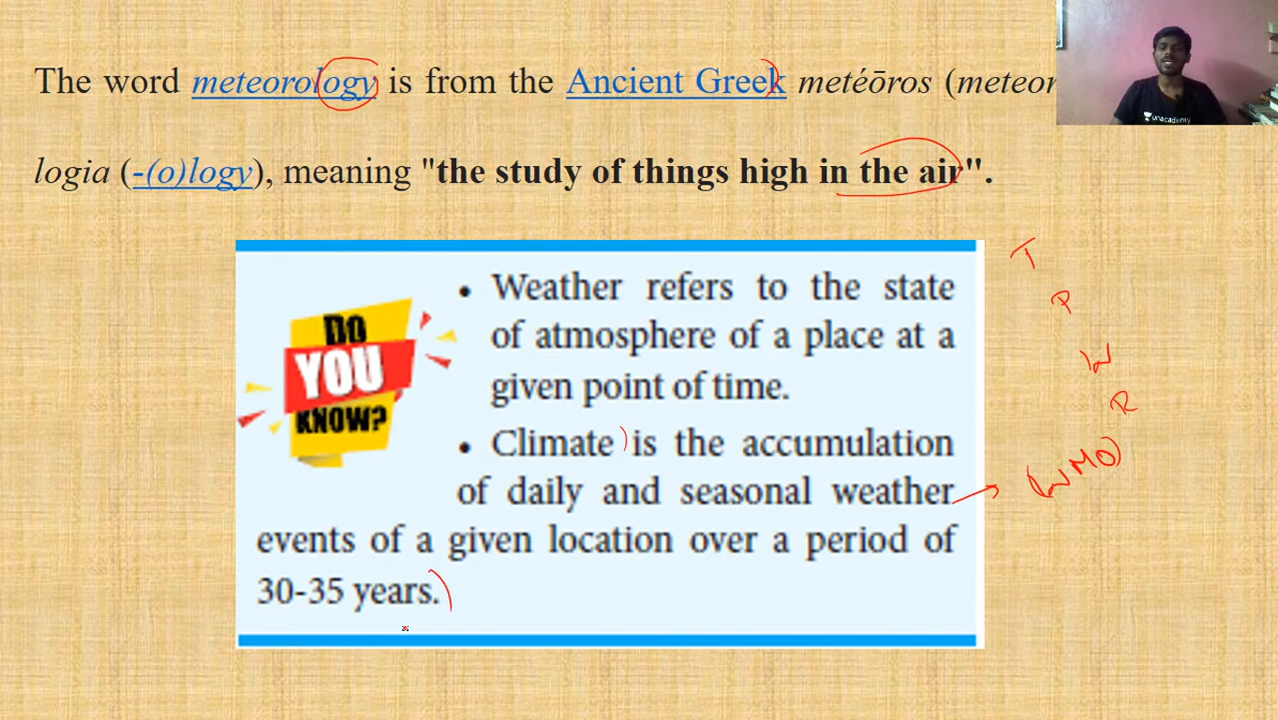 The word meteorology is from the Ancient Greek metéōros (meteor
logia (-(o)logy), meaning "the study of things high in the air".
unacademy
DO
YOU
KNOW?
• Weather refers to the state
of atmosphere of a place at a
given point of time.
• Climate is the accumulation
of daily and seasonal weather
events of a given location over a period of
30-35 years.
T
P
W
R
(WMO)